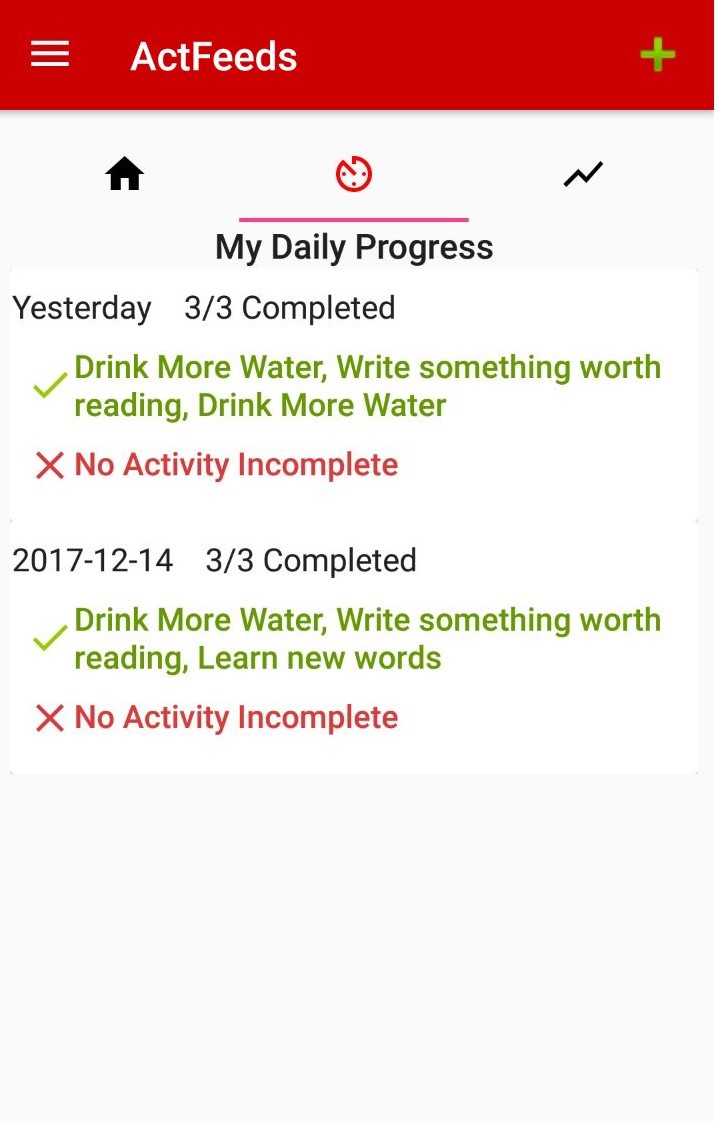 ActFeeds
My Daily Progress
Yesterday 3/3 Completed
Drink More Water, Write something worth
reading, Drink More Water
No Activity Incomplete
2017-12-14 3/3 Completed
Drink More Water, Write something worth
reading, Learn new words
No Activity Incomplete